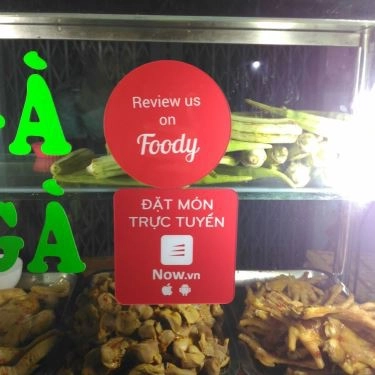 Review us
on
Foody
ĐẶT MÓN
TRỰC TUYẾN
Now.vn
GÀ